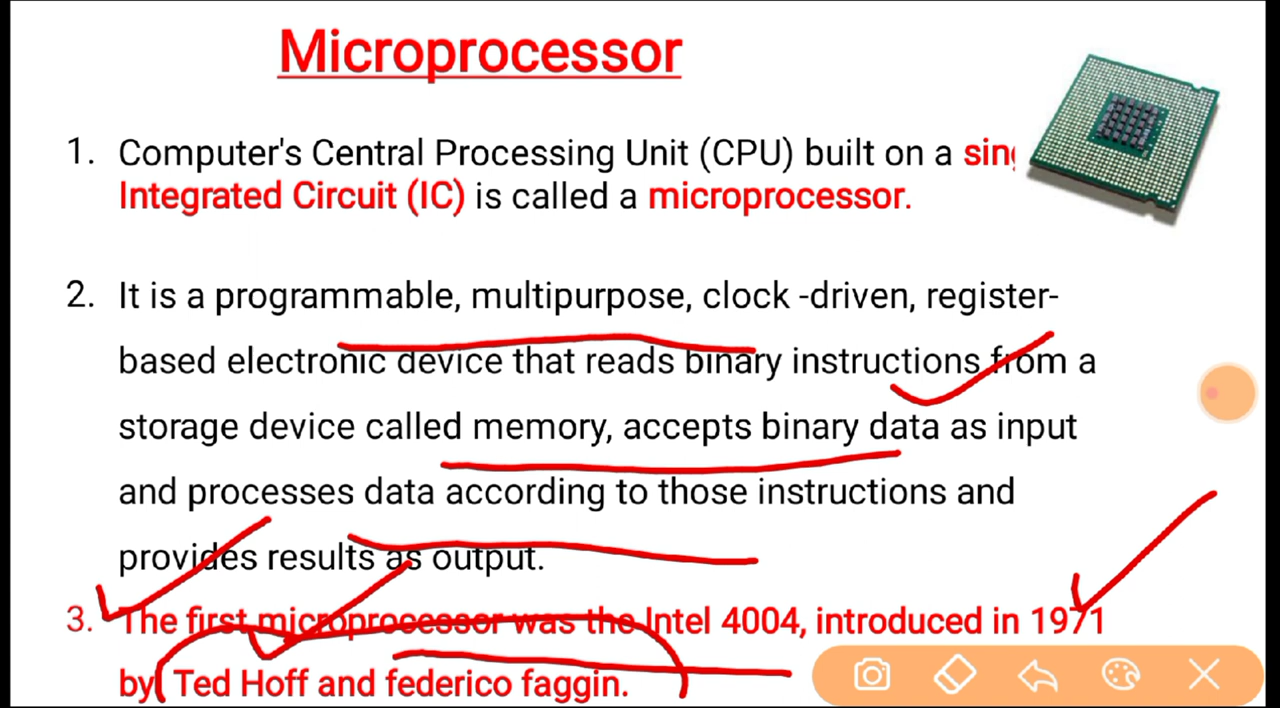 Microprocessor
1. Computer's Central Processing Unit (CPU) built on a
Integrated Circuit (IC) is called a microprocessor.
2. It is a programmable, multipurpose, clock -driven, register-
based electronic device that reads binary instructions from a
storage device called memory, accepts binary data as input
and processes data according to those instructions and
provides results as output.
3. The first microprocessor was the Intel 4004, introduced in 1971
by Ted Hoff and federico faggin.